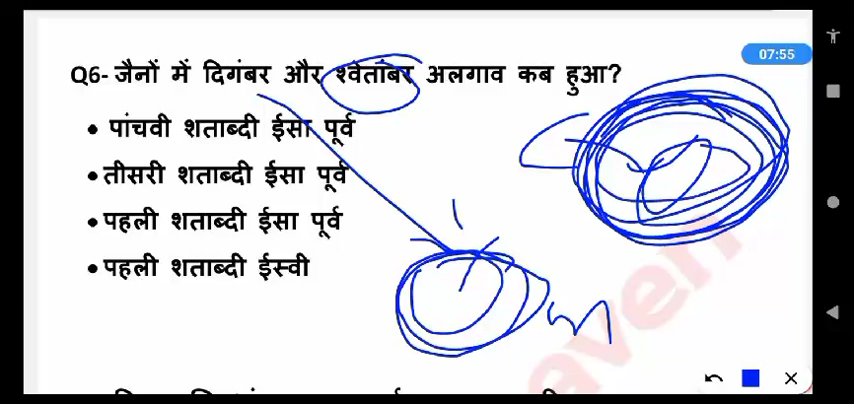 07:55
Q6- जैनों में दिगंबर और श्वेतांबर अलगाव कब हुआ?
• पांचवी शताब्दी ईसा पूर्व
• तीसरी शताब्दी ईसा पूर्व
• पहली शताब्दी ईसा पूर्व
• पहली शताब्दी ईस्वी